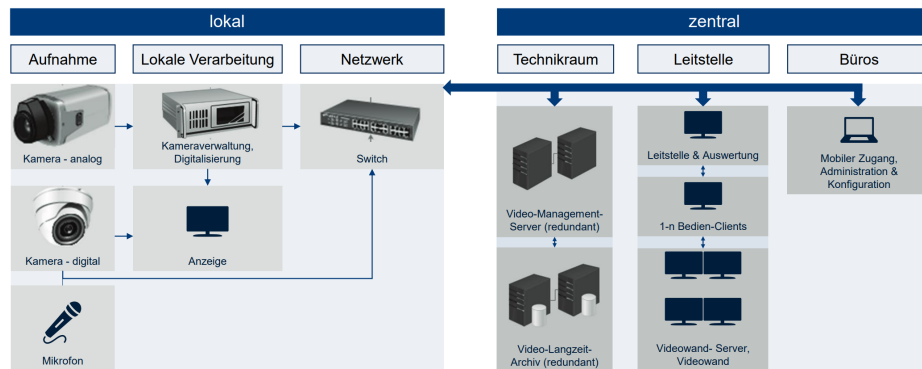 lokal
zentral
Aufnahme
Lokale Verarbeitung
Netzwerk
Technikraum
Leitstelle
Büros
Kamera - analog
Kameraverwaltung,
Digitalisierung
Switch
Kamera - digital
Anzeige
Mikrofon
Video-Management-
Server (redundant)
Video-Langzeit-
Archiv (redundant)
Leitstelle & Auswertung
1-n Bedien-Clients
Videowand- Server,
Videowand
Mobiler Zugang,
Administration &
Konfiguration